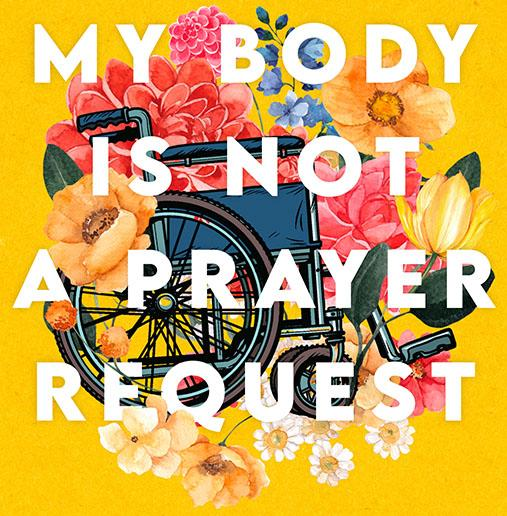 MY BODY
IS NOT
A PRAYER
REQUEST